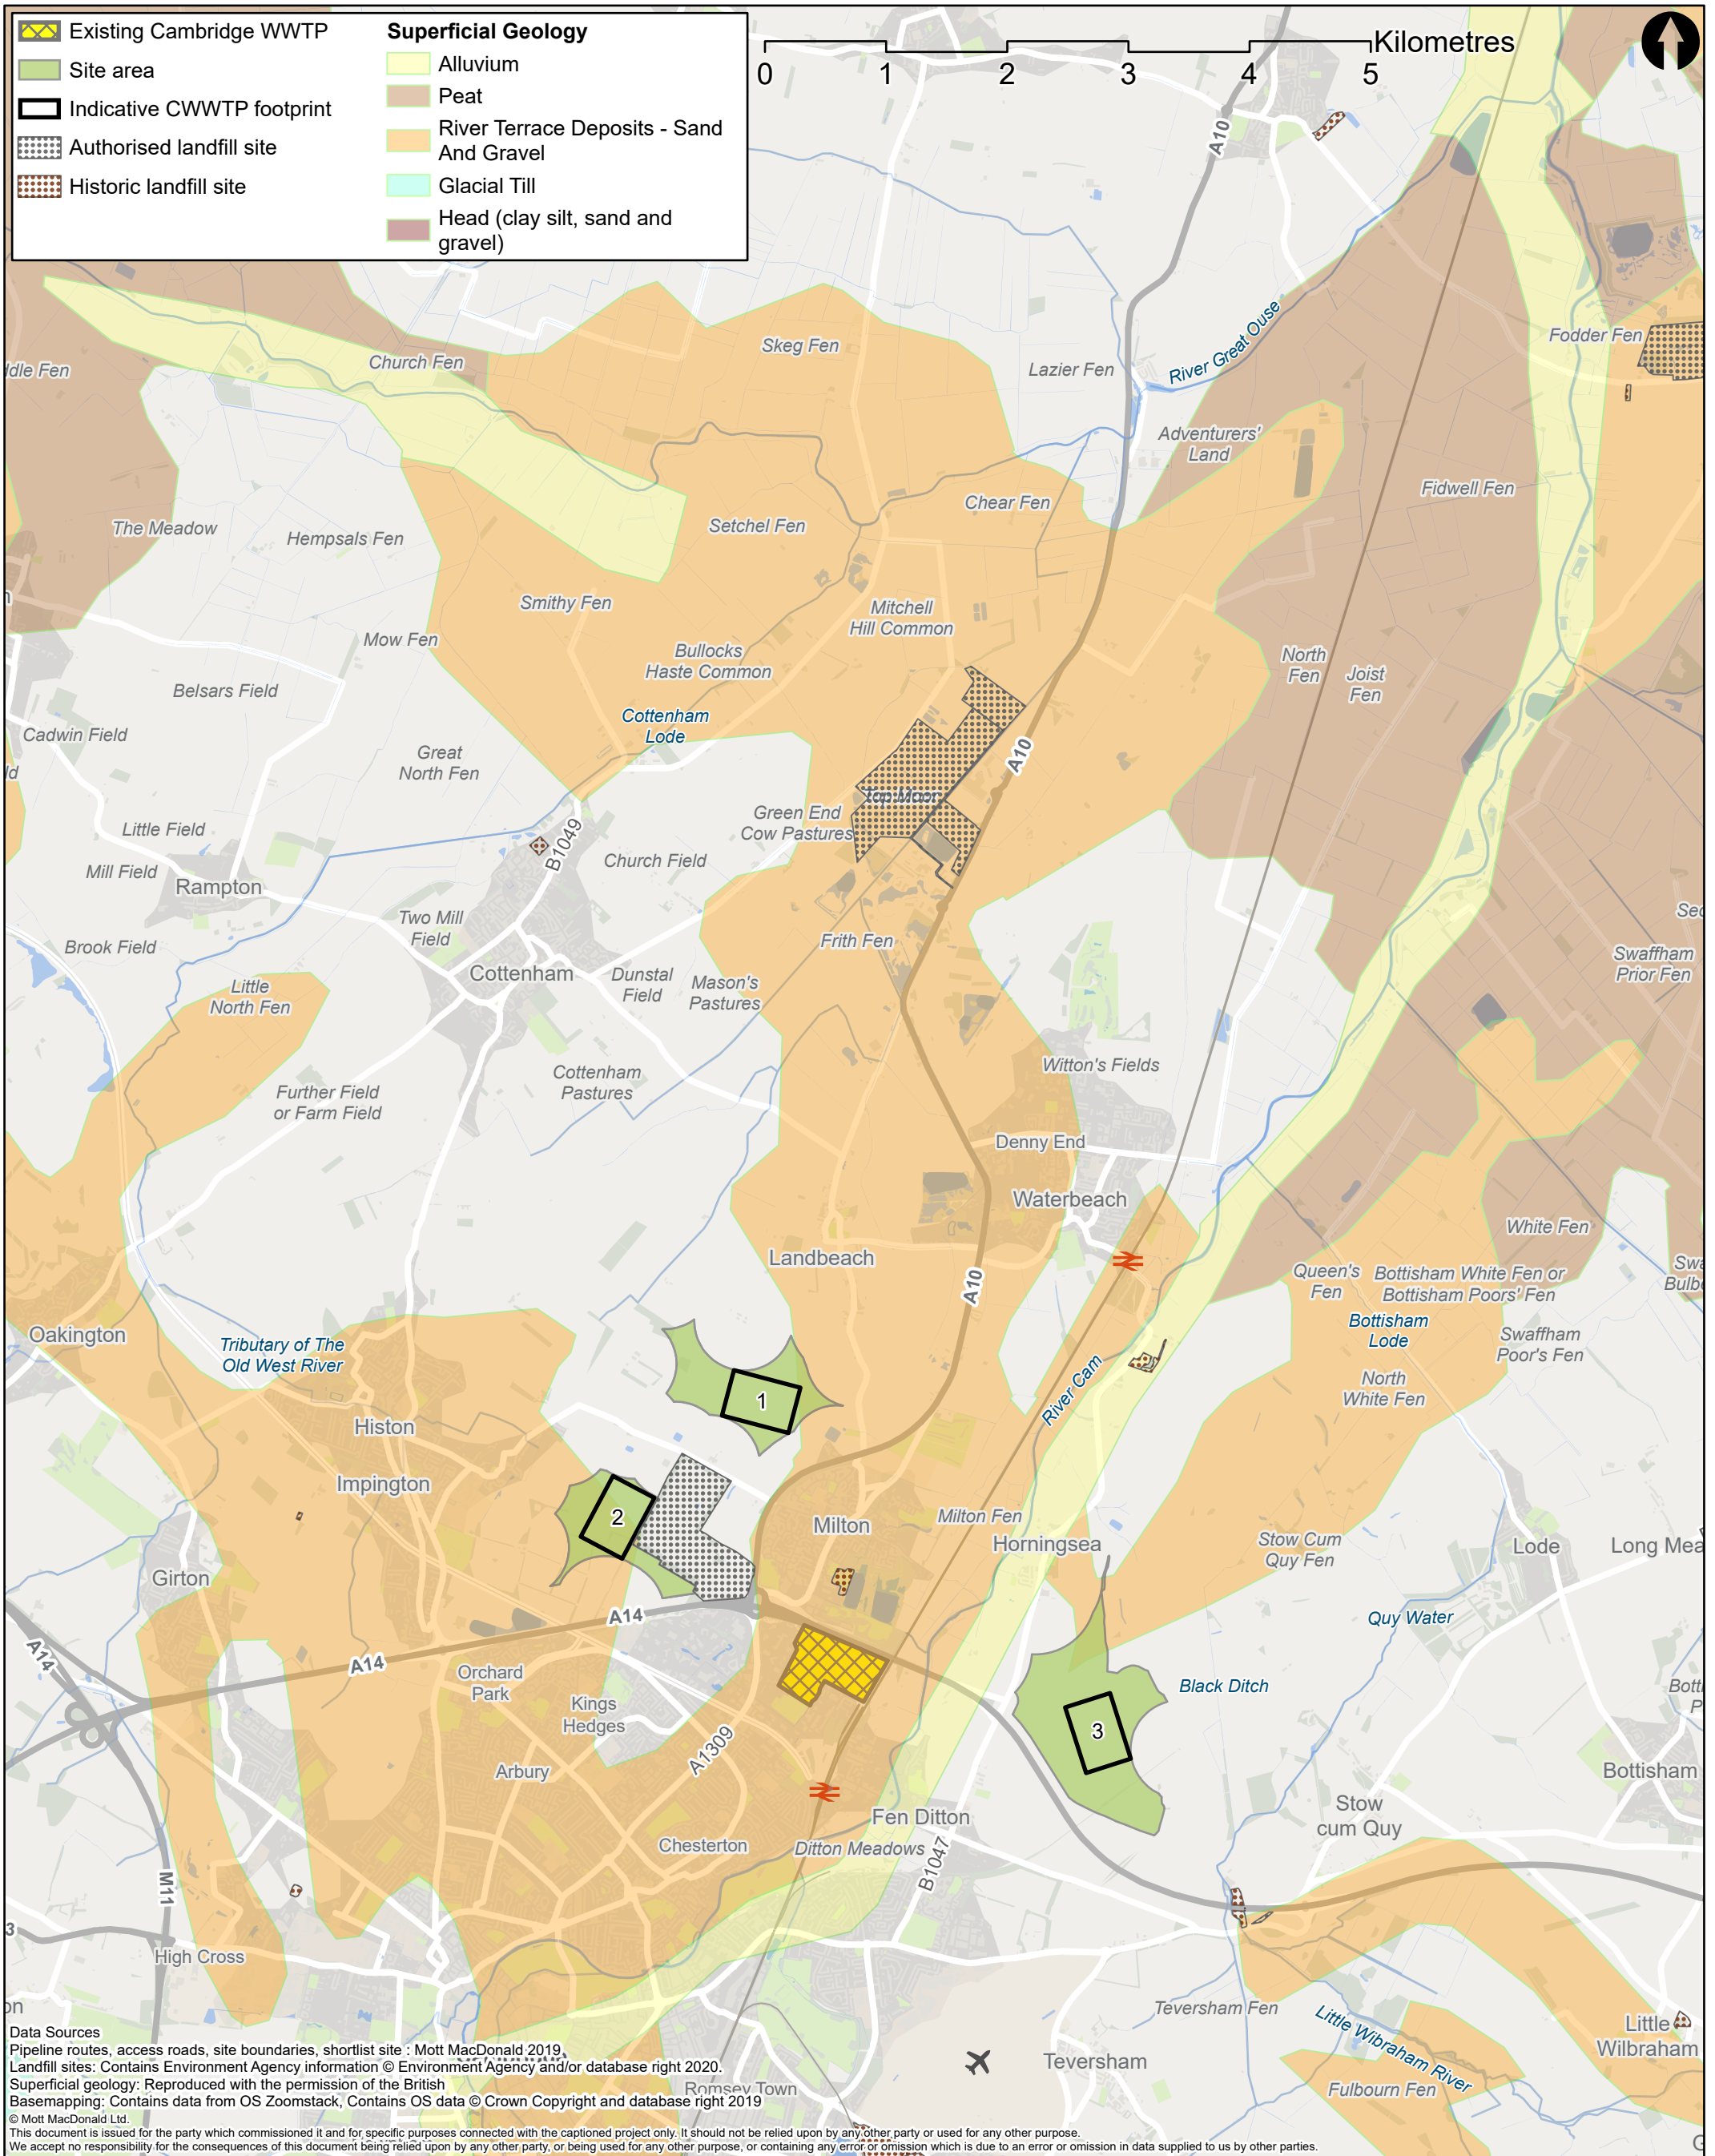 Existing Cambridge WWTP
Site area
Indicative CWWTP footprint
Authorised landfill site
Historic landfill site
Superficial Geology
Alluvium
Peat
River Terrace Deposits - Sand
And Gravel
Glacial Till
Head (clay silt, sand and
gravel)
Kilometres
0 1 2 3 4 5
A10
River Great Ouse
Fodder Fen
Skeg Fen
Church Fen
Lazier Fen
ddle Fen
Adventurers'
Land
Fidwell Fen
Chear Fen
Setchel Fen
The Meadow
Hempsals Fen
Smithy Fen
Mitchell
Hill Common
Mow Fen
Bullocks
Haste Common
North
Fen
Joist
Fen
Belsars Field
Cottenham
Lode
Cadwin Field
Great
North Fen
A10
ld
Top Moor
Green End
Cow Pastures
Little Field
B1049
Church Field
Mill Field
Rampton
Two Mill
Field
Brook Field
Frith Fen
Swaffham
Prior Fen
Cottenham
Dunstal
Field
Mason's
Pastures
Little
North Fen
Witton's Fields
Cottenham
Pastures
Further Field
or Farm Field
Denny End
Waterbeach
White Fen
Landbeach
A10
Queen's
Fen
Bottisham White Fen or
Bottisham Poors' Fen
Swa
Bulb
Oakington
Tributary of The
Old West River
Bottisham
Lode
Swaffham
Poor's Fen
River Cam
North
White Fen
1
Histon
Impington
2
Milton
Milton Fen
Horningsea
Stow Cum
Quy Fen
Lode
Long Mea
Girton
A14
A14
A14
Quy Water
Orchard
Park
Kings
Hedges
Black Ditch
Bott
P
3
A1309
Arbury
Bottisham
Fen Ditton
Stow
cum Quy
Chesterton
Ditton Meadows
B1047
M11
3
High Cross
on
Teversham Fen
Little Wibraham River
Little
Wilbraham
Teversham
Romsey Town
Fulbourn Fen
Data Sources
Pipeline routes, access roads, site boundaries, shortlist site : Mott MacDonald 2019
Landfill sites: Contains Environment Agency information © Environment Agency and/or database right 2020.
Superficial geology: Reproduced with the permission of the British
Basemapping: Contains data from OS Zoomstack, Contains OS data © Crown Copyright and database right 2019
© Mott MacDonald Ltd.
This document is issued for the party which commissioned it and for specific purposes connected with the captioned project only. It should not be relied upon by any other party or used for any other purpose.
We accept no responsibility for the consequences of this document being relied upon by any other party, or being used for any other purpose, or containing any error or omission which is due to an error or omission in data supplied to us by other parties.